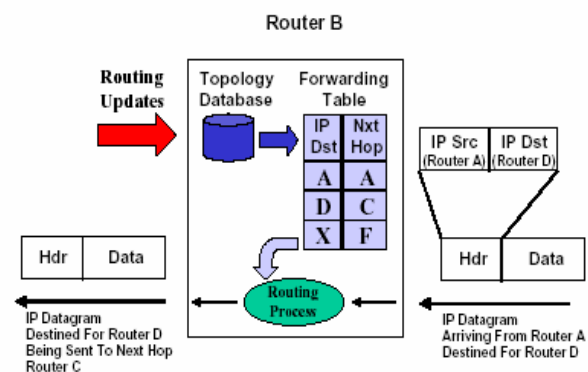 Router B
Routing
Updates
Topology
Database
Forwarding
Table
IP
Dst
Nxt
Hop
A
A
D
C
X
F
IP Src
(Router A)
IP Dst
(Router D)
Hdr
Data
Hdr
Data
Routing
Process
IP Datagram
Destined For Router D
Being Sent To Next Hop
Router C
IP Datagram
Arriving From Router A
Destined For Router D